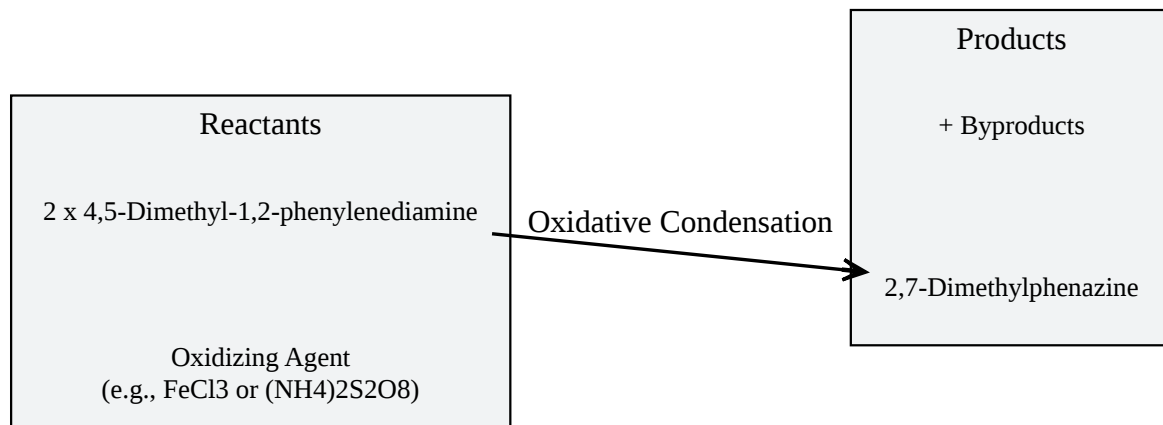 Reactants
2 x 4,5-Dimethyl-1,2-phenylenediamine
Oxidizing Agent
(e.g., FeCl3 or (NH4)2S2O8)
Oxidative Condensation
Products
+ Byproducts
2,7-Dimethylphenazine